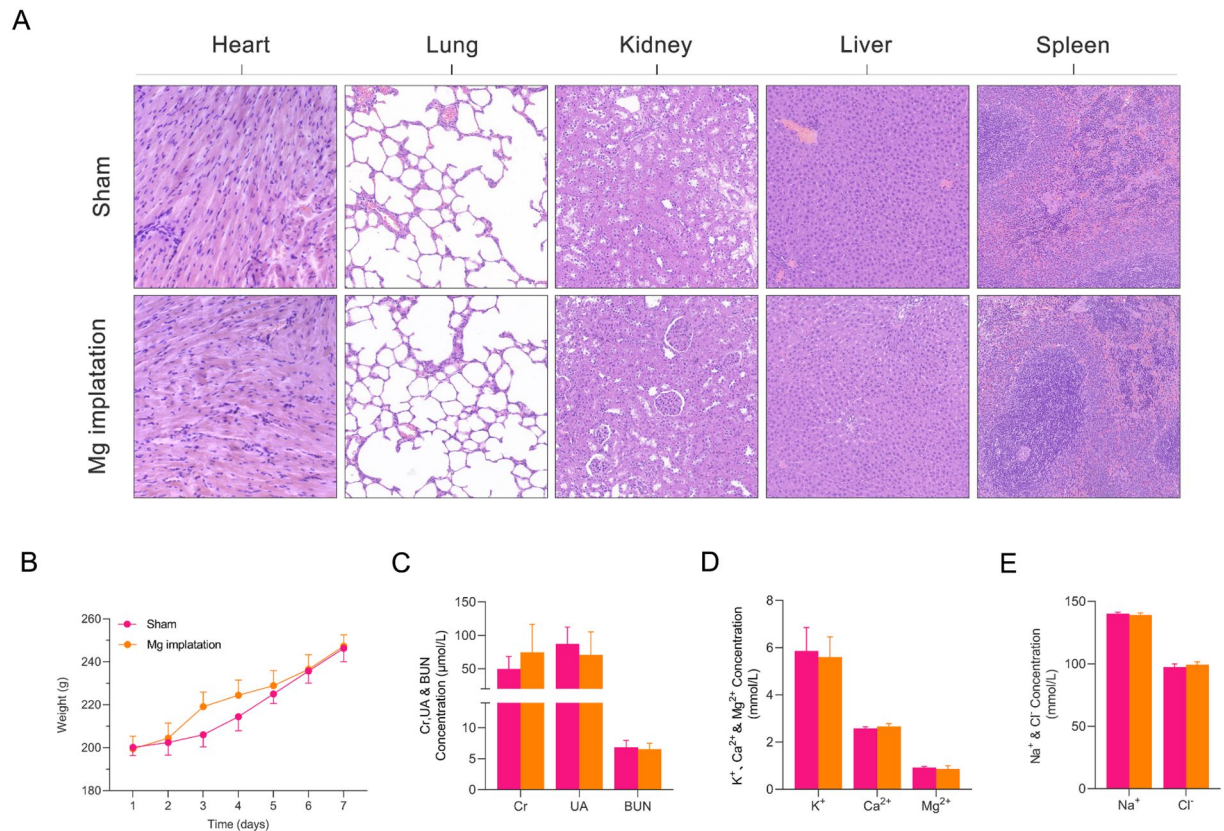 A
Heart Lung Kidney Liver Spleen
Sham
Mg implatation
B
Weight (g)
260
240
220
200
180
Sham
Mg implatation
1 2 3 4 5 6 7
Time (days)
C
Cr,UA & BUN
Concentration (μmol/L)
150
100
50
15
10
5
0
Cr UA BUN
D
K⁺、Ca²⁺ & Mg²⁺ Concentration
(mmol/L)
8
6
4
2
0
K⁺ Ca²⁺ Mg²⁺
E
Na⁺ & Cl⁻ Concentration
(mmol/L)
150
100
50
0
Na⁺ Cl⁻